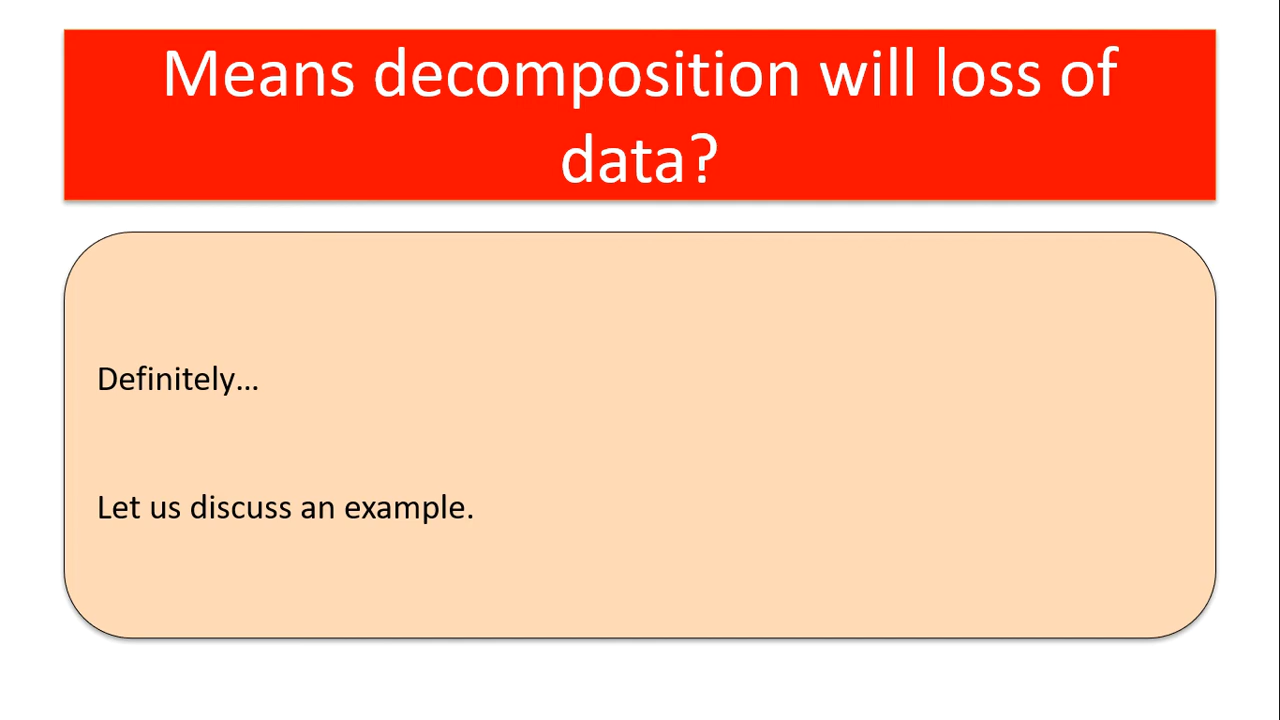 Means decomposition will loss of
data?
Definitely...
Let us discuss an example.